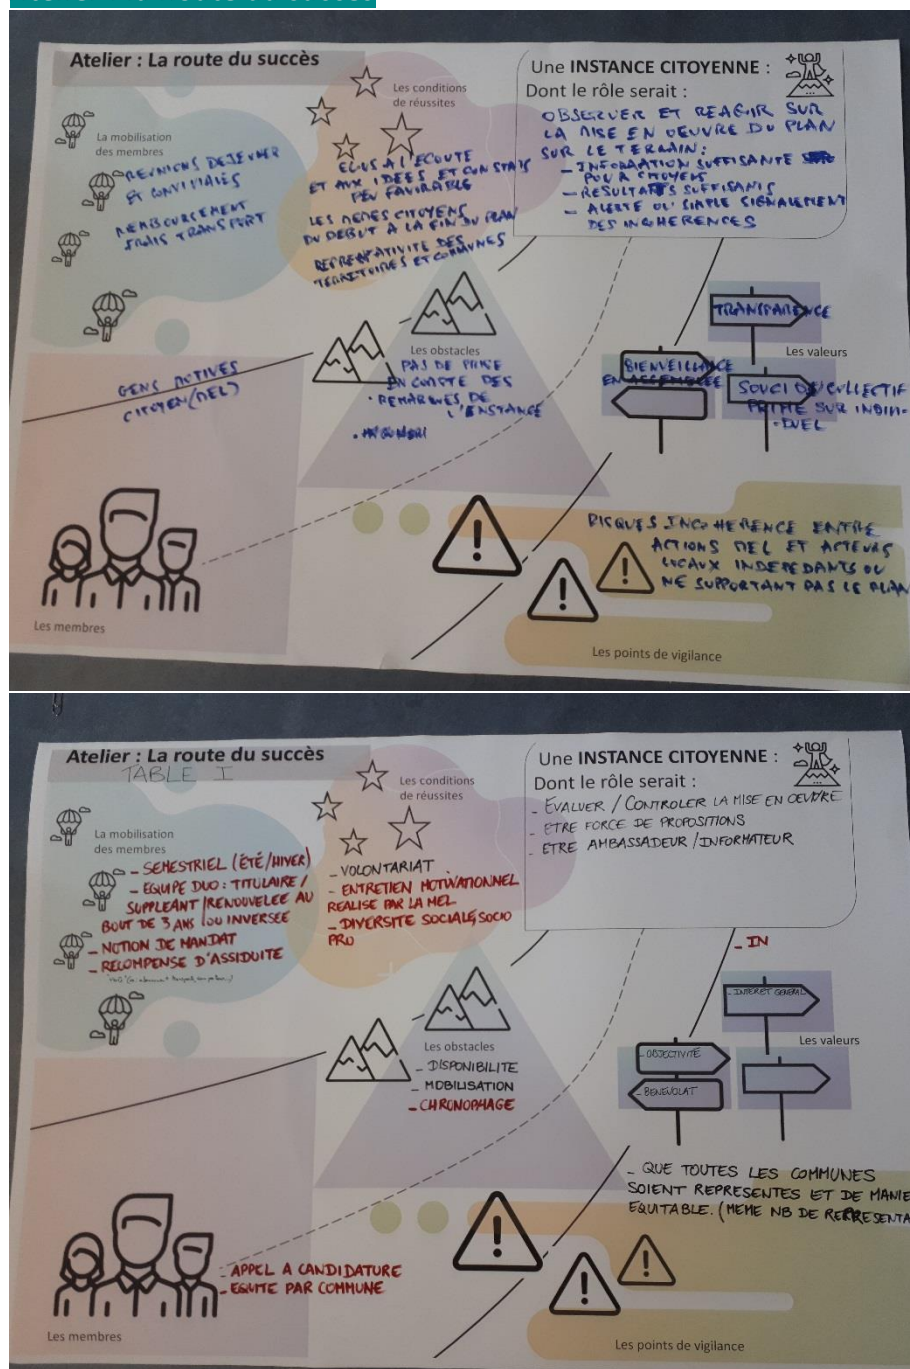 Atelier : La route du succès
Les conditions
de réussites
La mobilisation
des membres
REUNIONS DEJEUNER
ET CONVIVIALES
REMBOURSEMENT
FRAIS TRANSPORT
ELUS A L'ECOUTE
ET AUX IDEES ET CONSTATS
PEU FAVORABLE
LES MEMES CITOYENS
DU DEBUT A LA FIN DU PLAN
REPRESENTATIVITE DES
TERRITOIRES ET COMMUNES
Une INSTANCE CITOYENNE :
Dont le rôle serait :
OBSERVER ET REAGIR SUR
LA MISE EN OEUVRE DU PLAN
SUR LE TERRAIN:
- INFORMATION SUFFISANTE
POUR CITOYENS
- RESULTATS SUFFISANTS
- ALERTE OU SIMPLE SIGNALEMENT
DES INCOHERENCES
GENS MOTIVES
CITOYEN (MEL)
Les obstacles
PAS DE PRISE
EN COMPTE DES
REMARQUES DE
L'INSTANCE
TRANSPARENCE
Les valeurs
BIENVEILLANCE
EN ASSEMBLEE
SOUCI DU COLLECTIF
PRIME SUR INDIVI-
-DUEL
Les membres
RISQUES INCOHERENCE ENTRE
ACTIONS MEL ET ACTEURS
LOCAUX INDEPEDANTS OU
NE SUPPORTANT PAS LE PLAN
Les points de vigilance
Atelier : La route du succès
TABLE I
Les conditions
de réussites
La mobilisation
des membres
- SEMESTRIEL (ÉTÉ/HIVER)
- EQUIPE DUO : TITULAIRE /
SUPPLEANT / RENOUVELEE AU
BOUT DE 3 ANS (OU INVERSEE
- NOTION DE MANDAT
- RECOMPENSE D'ASSIDUITE
- VOLONTARIAT
- ENTRETIEN MOTIVATIONNEL
REALISE PAR LA MEL
- DIVERSITE SOCIALE, SOCIO
PRO
Une INSTANCE CITOYENNE :
Dont le rôle serait :
- EVALUER / CONTROLER LA MISE EN OEUVRE
- ETRE FORCE DE PROPOSITIONS
- ETRE AMBASSADEUR / INFORMATEUR
- IN
Les obstacles
- DISPONIBILITE
- MOBILISATION
- CHRONOPHAGE
- INTERET GENERAL
Les valeurs
- OBJECTIVITÉ
- BENEVOLAT
- QUE TOUTES LES COMMUNES
SOIENT REPRESENTES ET DE MANIE
EQUITABLE. (MEME NB DE REPRESENTA
- APPEL A CANDIDATURE
- EQUITE PAR COMMUNE
Les membres
Les points de vigilance